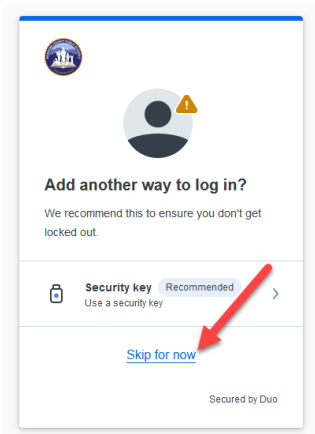 Add another way to log in?
We recommend this to ensure you don't get
locked out.
Security key Recommended
Use a security key
Skip for now
Secured by Duo